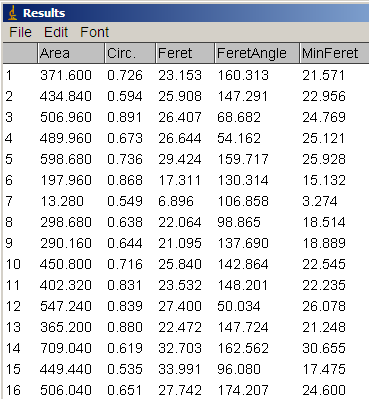 Results
File Edit Font
Area Circ. Feret FeretAngle MinFeret
1 371.600 0.726 23.153 160.313 21.571
2 434.840 0.594 25.908 147.291 22.956
3 506.960 0.891 26.407 68.682 24.769
4 489.960 0.673 26.644 54.162 25.121
5 598.680 0.736 29.424 159.717 25.928
6 197.960 0.868 17.311 130.314 15.132
7 13.280 0.549 6.896 106.858 3.274
8 298.680 0.638 22.064 98.865 18.514
9 290.160 0.644 21.095 137.690 18.889
10 450.800 0.716 25.840 142.864 22.545
11 402.320 0.831 23.532 148.201 22.235
12 547.240 0.839 27.400 50.034 26.078
13 365.200 0.880 22.472 147.724 21.248
14 709.040 0.619 32.703 162.562 30.655
15 449.440 0.535 33.991 96.080 17.475
16 506.040 0.651 27.742 174.207 24.600